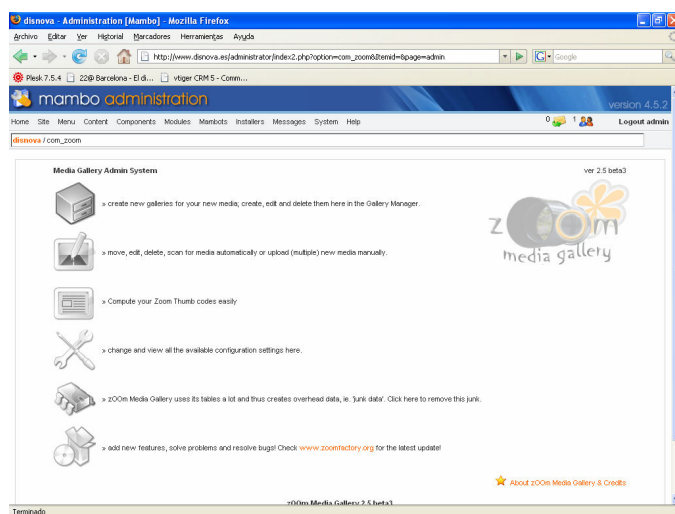 disnova - Administration [Mambo] - Mozilla Firefox
Archivo Editar Ver Historial Marcadores Herramientas Ayuda
http://www.disnova.es/administrator/index2.php?option=com_zoom&Itemid=&page=admin
Google
Plesk 7.5.4 22@ Barcelona - El di... vtiger CRM 5 - Comm...
mambo administration
version 4.5.2
Home Site Menu Content Components Modules Mambots Installers Messages System Help 0 1 Logout admin
disnova / com_zoom
Media Gallery Admin System
ver 2.5 beta3
» create new galleries for your new media; create, edit and delete them here in the Gallery Manager.
zOOm
media gallery
» move, edit, delete, scan for media automatically or upload (multiple) new media manually.
» Compute your Zoom Thumb codes easily
» change and view all the available configuration settings here.
» zOOm Media Gallery uses its tables a lot and thus creates overhead data, ie. 'junk data'. Click here to remove this junk.
» add new features, solve problems and resolve bugs! Check www.zoomfactory.org for the latest update!
About zOOm Media Gallery & Credits
zOOm Media Gallery 2.5 beta3
Terminado